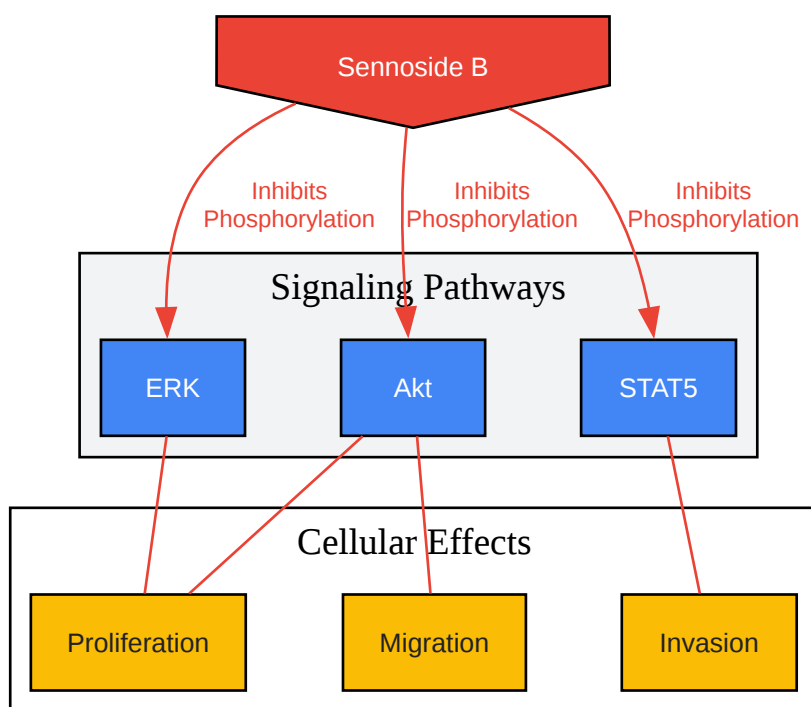 Sennoside B
Inhibits
Phosphorylation
Inhibits
Phosphorylation
Inhibits
Phosphorylation
Signaling Pathways
ERK
Akt
STAT5
Cellular Effects
Proliferation
Migration
Invasion